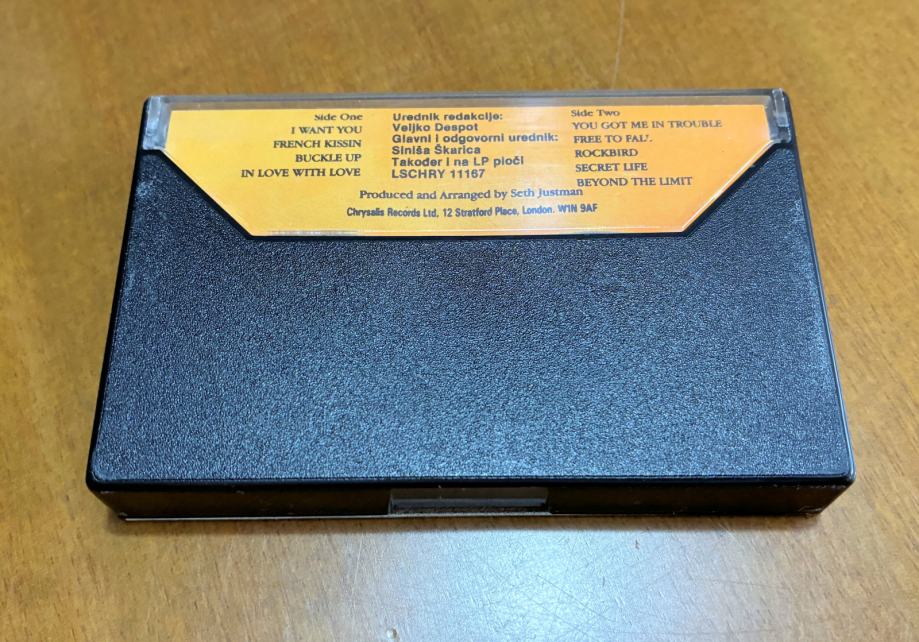 Side One
I WANT YOU
FRENCH KISSIN
BUCKLE UP
IN LOVE WITH LOVE
Urednik redakcije:
Veljko Despot
Glavni i odgovorni urednik:
Siniša Škarica
Također i na LP ploči
LSCHRY 11167
Side Two
YOU GOT ME IN TROUBLE
FREE TO FALL
ROCKBIRD
SECRET LIFE
BEYOND THE LIMIT
Produced and Arranged by Seth Justman
Chrysalis Records Ltd, 12 Stratford Place, London. W1N 9AF